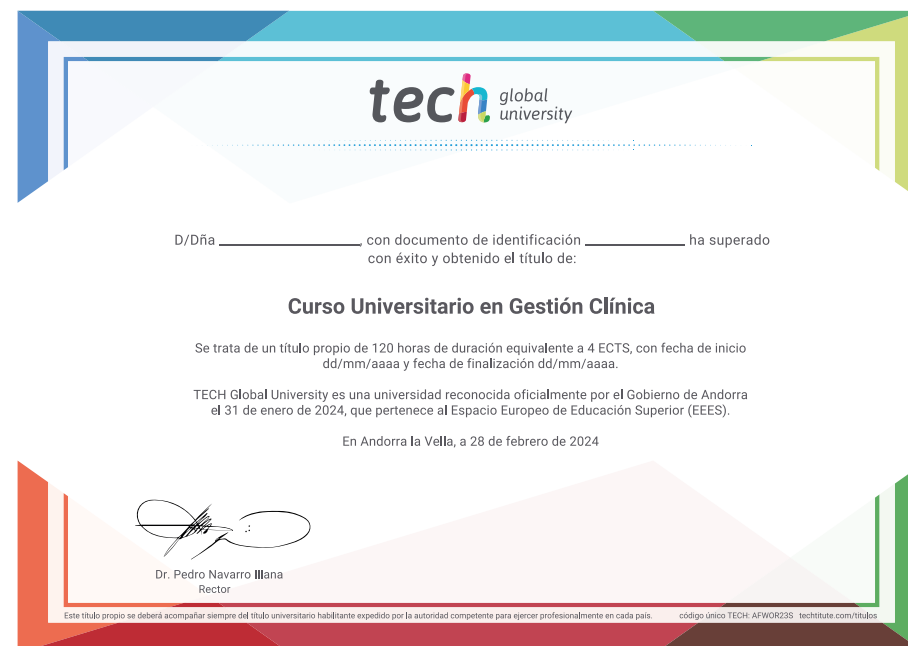 tech global university
D/Dña ______________, con documento de identificación ______________ ha superado
con éxito y obtenido el título de:
Curso Universitario en Gestión Clínica
Se trata de un título propio de 120 horas de duración equivalente a 4 ECTS, con fecha de inicio
dd/mm/aaaa y fecha de finalización dd/mm/aaaa.
TECH Global University es una universidad reconocida oficialmente por el Gobierno de Andorra
el 31 de enero de 2024, que pertenece al Espacio Europeo de Educación Superior (EEES).
En Andorra la Vella, a 28 de febrero de 2024
Dr. Pedro Navarro Illana
Rector
Este título propio se deberá acompañar siempre del título universitario habilitante expedido por la autoridad competente para ejercer profesionalmente en cada país. código único TECH: AFWOR23S techtitute.com/títulos